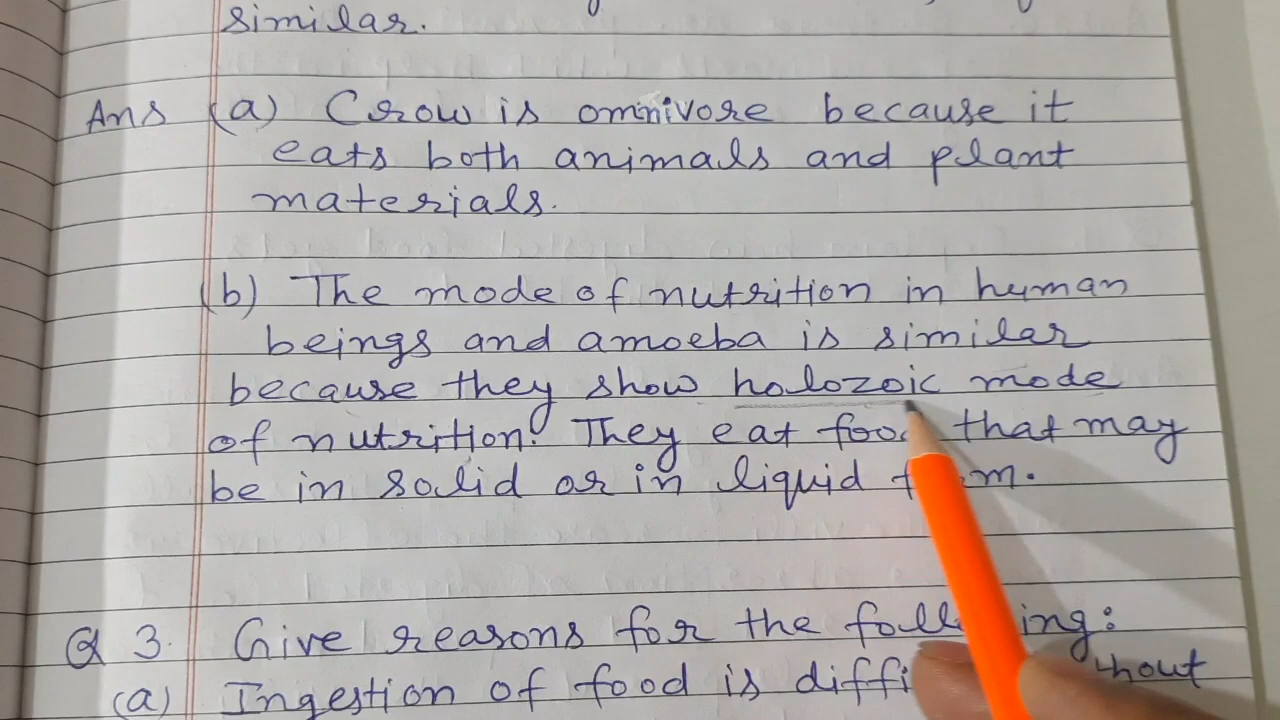 similar.
Ans (a) Crow is omnivore because it
eats both animals and plant
materials.
(b) The mode of nutrition in human
beings and amoeba is similar
because they show holozoic mode
of nutrition. They eat food that may
be in solid or in liquid form.
Q 3. Give reasons for the following:
(a) Ingestion of food is